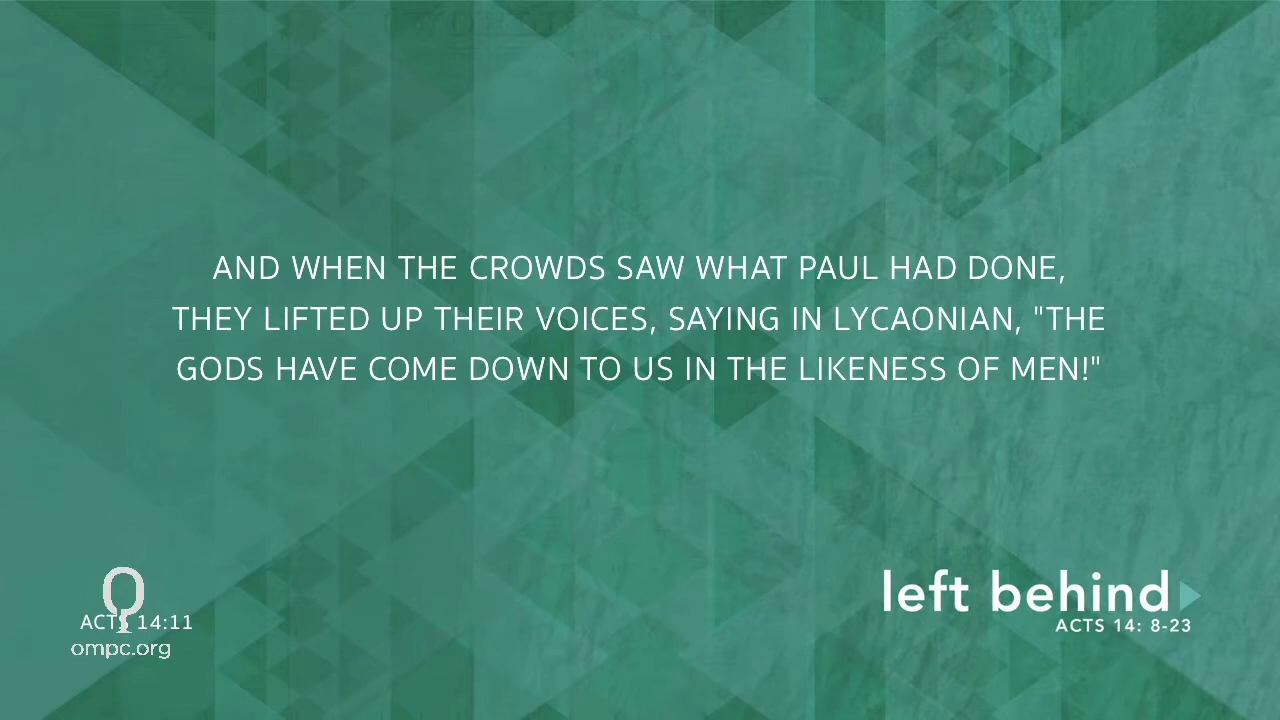 AND WHEN THE CROWDS SAW WHAT PAUL HAD DONE,
THEY LIFTED UP THEIR VOICES, SAYING IN LYCAONIAN, "THE
GODS HAVE COME DOWN TO US IN THE LIKENESS OF MEN!"
ACTS 14:11
ompc.org
left behind
ACTS 14: 8-23